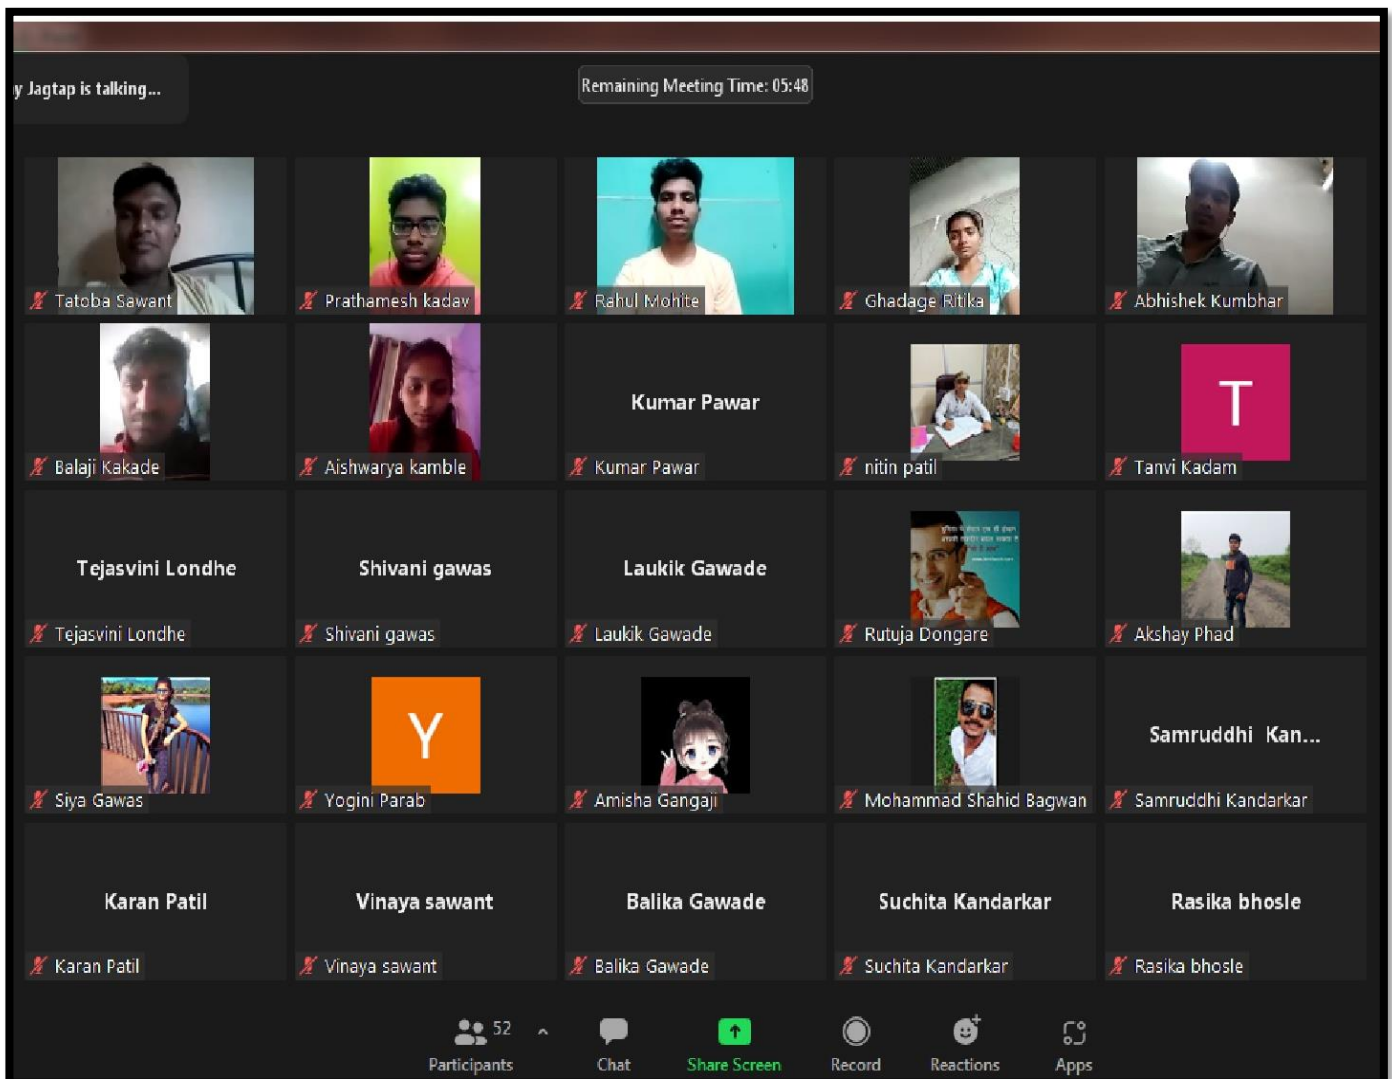 y Jagtap is talking...
Remaining Meeting Time: 05:48
Tatoba Sawant
Prathamesh kadav
Rahul Mohite
Ghadage Ritika
Abhishek Kumbhar
Balaji Kakade
Aishwarya kamble
Kumar Pawar
Kumar Pawar
nitin patil
T
Tanvi Kadam
Tejasvini Londhe
Tejasvini Londhe
Shivani gawas
Shivani gawas
Laukik Gawade
Laukik Gawade
Rutuja Dongare
Akshay Phad
Siya Gawas
Y
Yogini Parab
Amisha Gangaji
Mohammad Shahid Bagwan
Samruddhi Kan...
Samruddhi Kandarkar
Karan Patil
Karan Patil
Vinaya sawant
Vinaya sawant
Balika Gawade
Balika Gawade
Suchita Kandarkar
Suchita Kandarkar
Rasika bhosle
Rasika bhosle
52
Participants
Chat
Share Screen
Record
Reactions
Apps